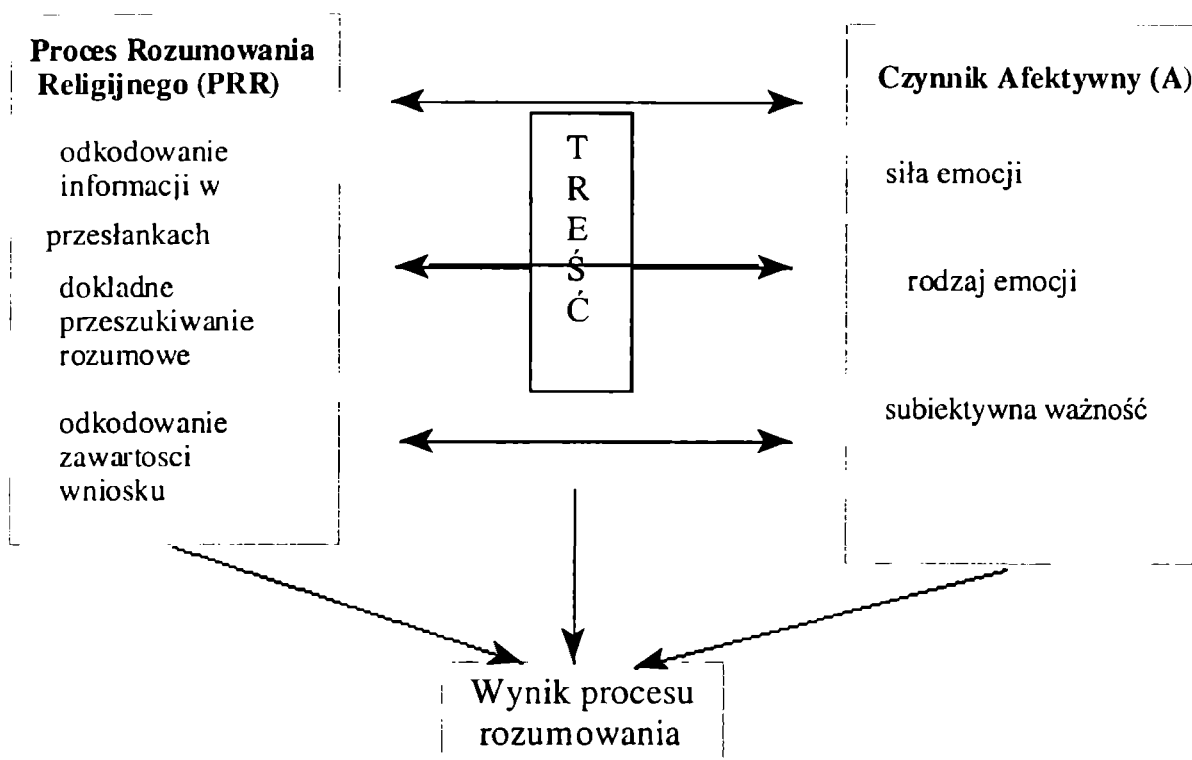 Proces Rozumowania
Religijnego (PRR)
odkodowanie
informacji w
przesłankach
dokladne
przeszukiwanie
rozumowe
odkodowanie
zawartosci
wniosku
T
R
E
Ś
Ć
Czynnik Afektywny (A)
siła emocji
rodzaj emocji
subiektywna ważność
Wynik procesu
rozumowania